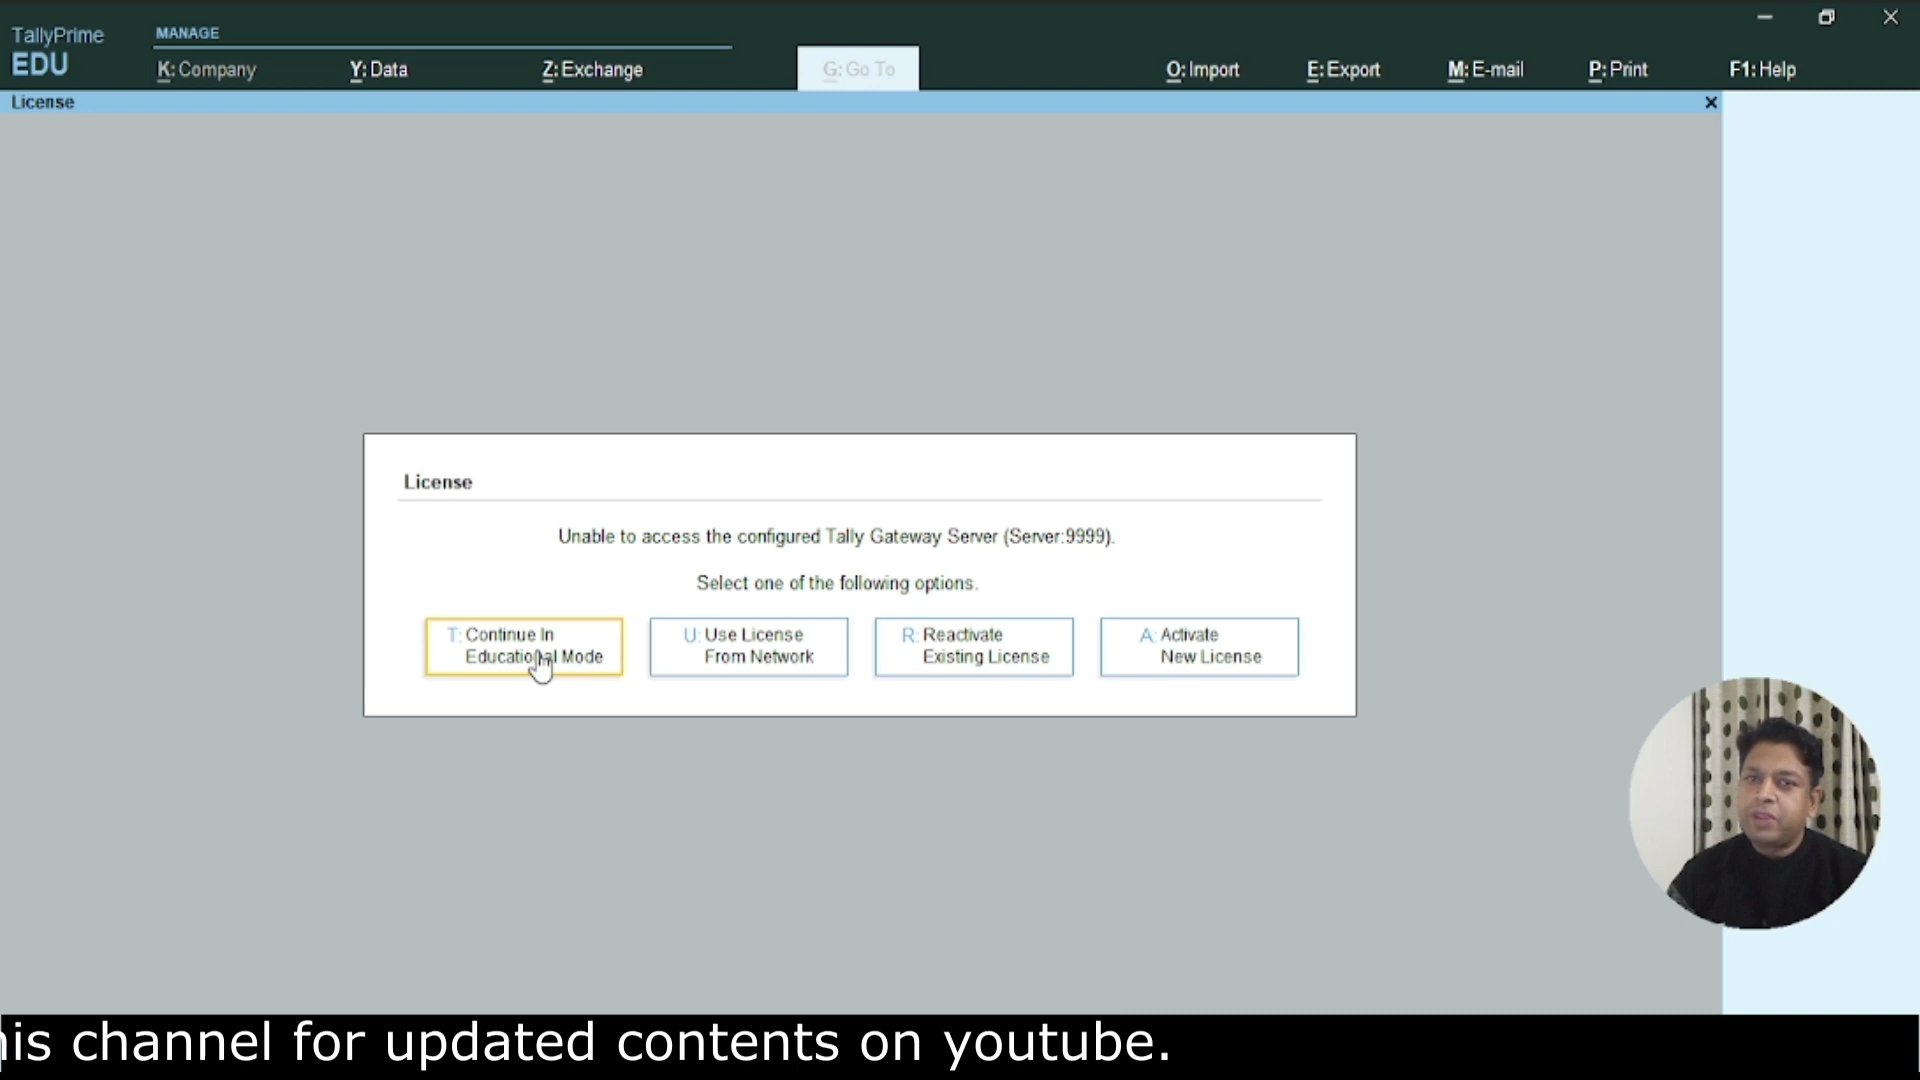 TallyPrime
EDU
MANAGE
K: Company
Y: Data
Z: Exchange
G: Go To
O: Import
E: Export
M: E-mail
P: Print
F1: Help
License
License
Unable to access the configured Tally Gateway Server (Server:9999).
Select one of the following options.
T: Continue In
Educational Mode
U: Use License
From Network
R: Reactivate
Existing License
A: Activate
New License
channel for updated contents on youtube.